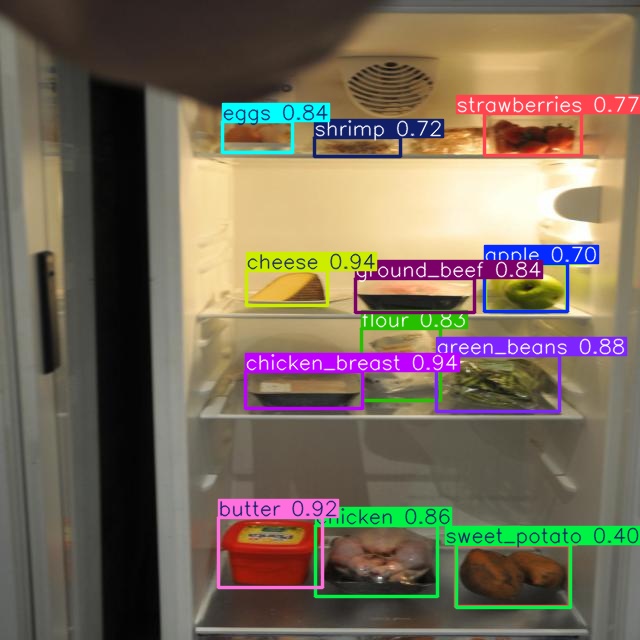 eggs 0.84
shrimp 0.72
strawberries 0.77
cheese 0.94
ground_beef 0.84
apple 0.70
flour 0.83
chicken_breast 0.94
green_beans 0.88
butter 0.92
chicken 0.86
sweet_potato 0.40